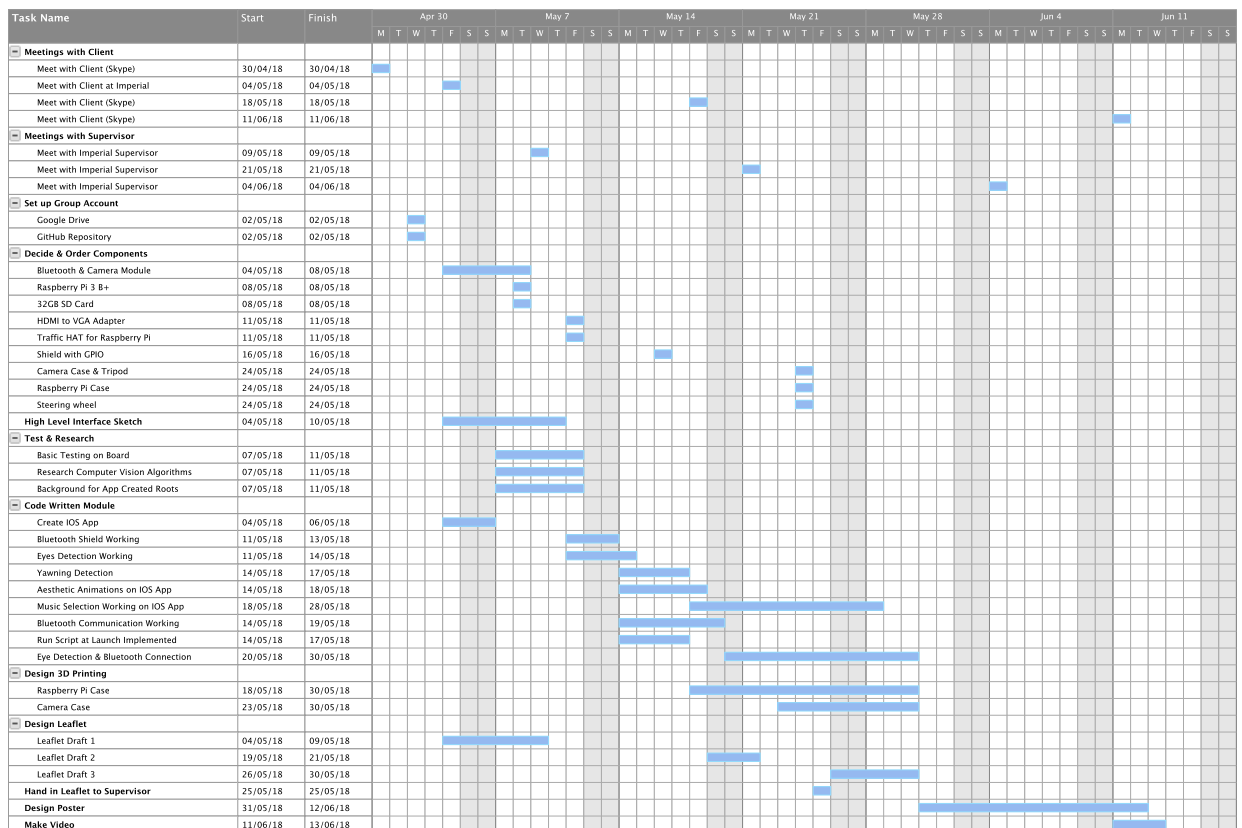 Task Name Start Finish Apr 30 May 7 May 14 May 21 May 28 Jun 4 Jun 11
M T W T F S S M T W T F S S M T W T F S S M T W T F S S M T W T F S S M T W T F S S M T W T F S S
Meetings with Client
Meet with Client (Skype) 30/04/18 30/04/18
Meet with Client at Imperial 04/05/18 04/05/18
Meet with Client (Skype) 18/05/18 18/05/18
Meet with Client (Skype) 11/06/18 11/06/18
Meetings with Supervisor
Meet with Imperial Supervisor 09/05/18 09/05/18
Meet with Imperial Supervisor 21/05/18 21/05/18
Meet with Imperial Supervisor 04/06/18 04/06/18
Set up Group Account
Google Drive 02/05/18 02/05/18
GitHub Repository 02/05/18 02/05/18
Decide & Order Components
Bluetooth & Camera Module 04/05/18 08/05/18
Raspberry Pi 3 B+ 08/05/18 08/05/18
32GB SD Card 08/05/18 08/05/18
HDMI to VGA Adapter 11/05/18 11/05/18
Traffic HAT for Raspberry Pi 11/05/18 11/05/18
Shield with GPIO 16/05/18 16/05/18
Camera Case & Tripod 24/05/18 24/05/18
Raspberry Pi Case 24/05/18 24/05/18
Steering wheel 24/05/18 24/05/18
High Level Interface Sketch 04/05/18 10/05/18
Test & Research
Basic Testing on Board 07/05/18 11/05/18
Research Computer Vision Algorithms 07/05/18 11/05/18
Background for App Created Roots 07/05/18 11/05/18
Code Written Module
Create IOS App 04/05/18 06/05/18
Bluetooth Shield Working 11/05/18 13/05/18
Eyes Detection Working 11/05/18 14/05/18
Yawning Detection 14/05/18 17/05/18
Aesthetic Animations on IOS App 14/05/18 18/05/18
Music Selection Working on IOS App 18/05/18 28/05/18
Bluetooth Communication Working 14/05/18 19/05/18
Run Script at Launch Implemented 14/05/18 17/05/18
Eye Detection & Bluetooth Connection 20/05/18 30/05/18
Design 3D Printing
Raspberry Pi Case 18/05/18 30/05/18
Camera Case 23/05/18 30/05/18
Design Leaflet
Leaflet Draft 1 04/05/18 09/05/18
Leaflet Draft 2 19/05/18 21/05/18
Leaflet Draft 3 26/05/18 30/05/18
Hand in Leaflet to Supervisor 25/05/18 25/05/18
Design Poster 31/05/18 12/06/18
Make Video 11/06/18 13/06/18